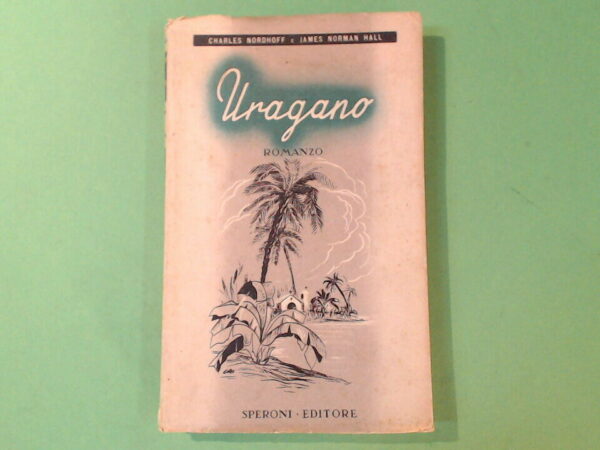 CHARLES NORDHOFF e JAMES NORMAN HALL
Uragano
ROMANZO
SPERONI · EDITORE